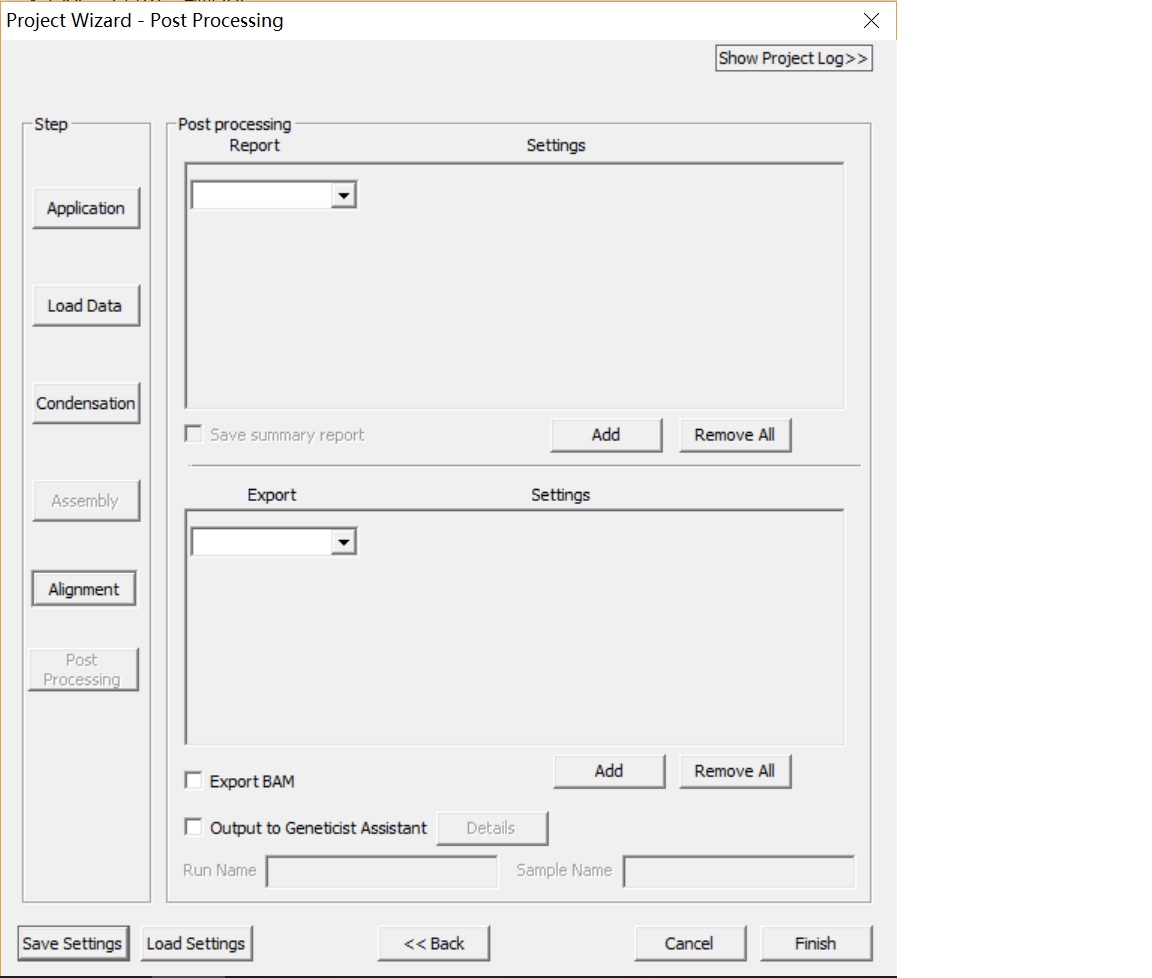 Project Wizard - Post Processing
Show Project Log>>
Step
Application
Load Data
Condensation
Assembly
Alignment
Post
Processing
Post processing
Report Settings
Save summary report Add Remove All
Export Settings
Export BAM Add Remove All
Output to Geneticist Assistant Details
Run Name Sample Name
Save Settings Load Settings << Back Cancel Finish